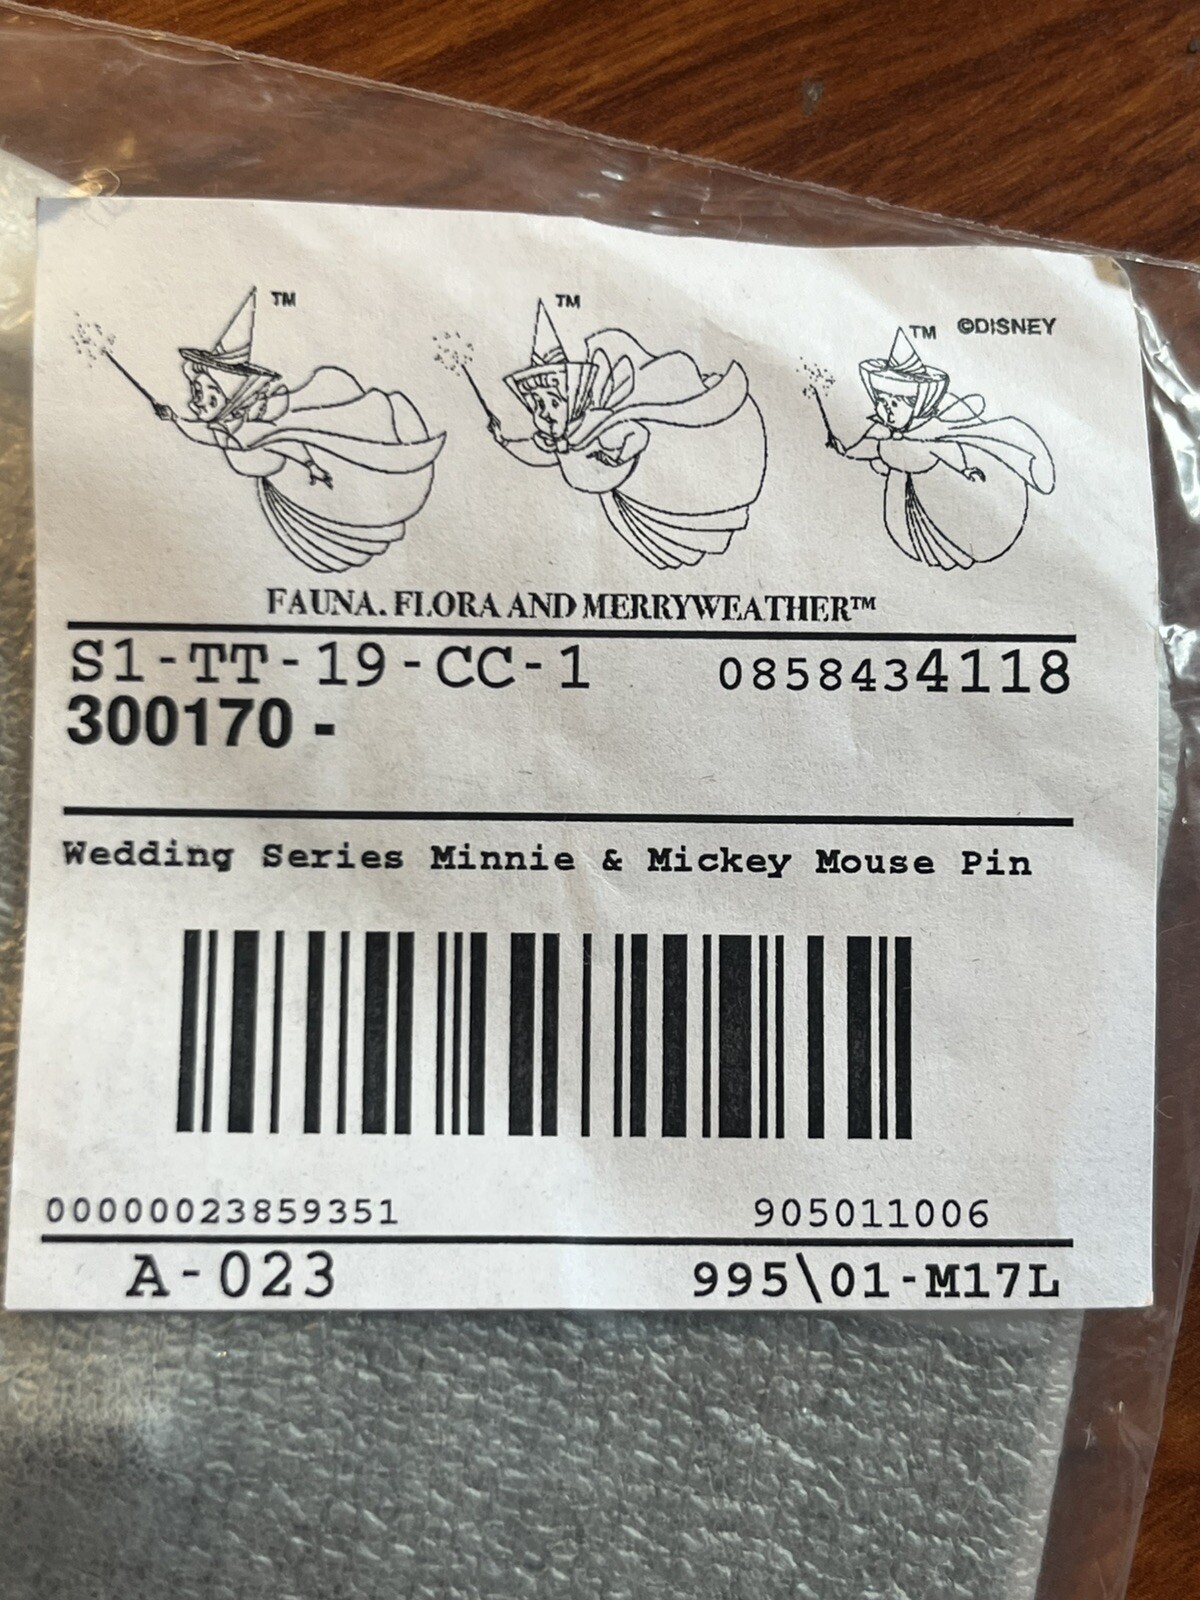 TM
TM
TM ©DISNEY
FAUNA. FLORA AND MERRYWEATHER™
S1-TT-19-CC-1 08584344118
300170 -
Wedding Series Minnie & Mickey Mouse Pin
00000023859351 905011006
A-023 995\01-M17L